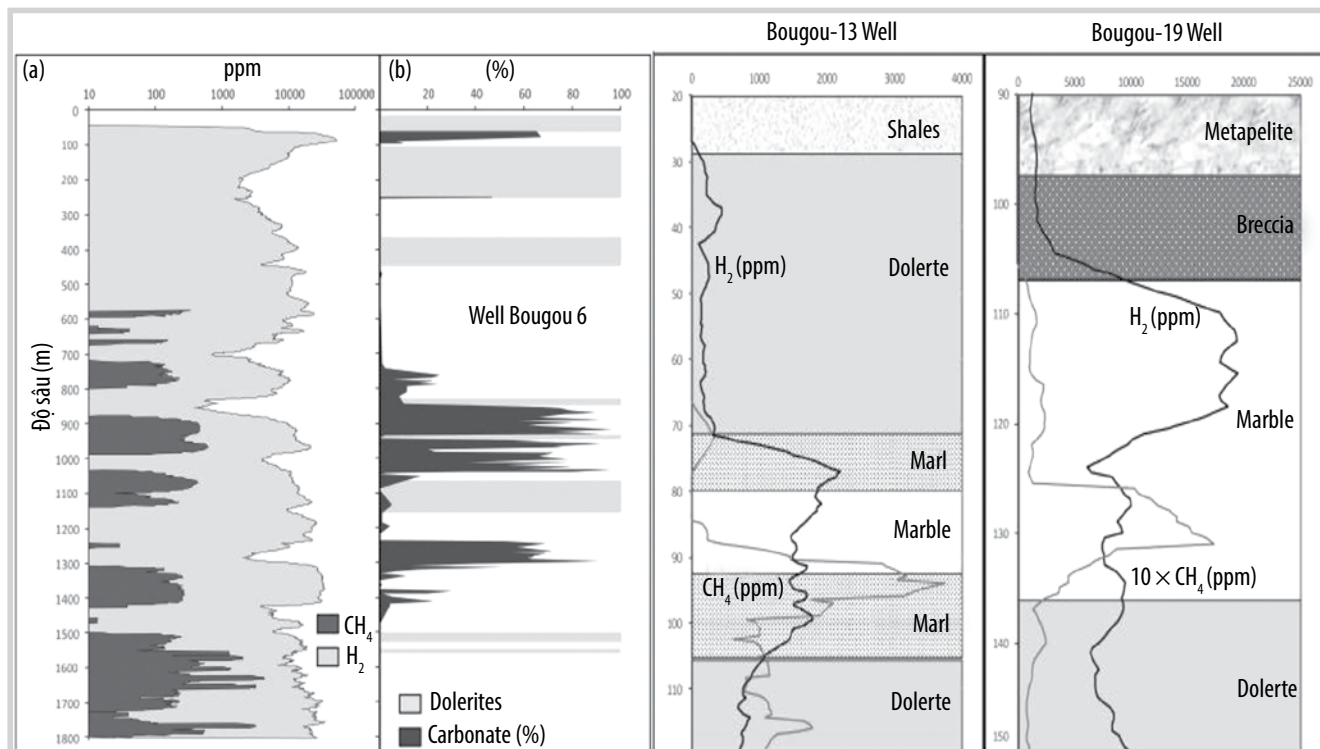 (a)
ppm
10 100 1000 10000 100000
Độ sâu (m)
0
100
200
300
400
500
600
700
800
900
1000
1100
1200
1300
1400
1500
1600
1700
1800
CH4
H2
(b)
(%)
20 40 60 80 100
Well Bougou 6
Dolerites
Carbonate (%)
Bougou-13 Well
0 1000 2000 3000 4000
20
30
40
50
60
70
80
90
100
110
Shales
H2 (ppm)
Dolerte
Marl
Marble
CH4 (ppm)
Marl
Dolerte
Bougou-19 Well
0 5000 10000 15000 20000 25000
90
100
110
120
130
140
150
Metapelite
Breccia
H2 (ppm)
Marble
10 × CH4 (ppm)
Dolerte